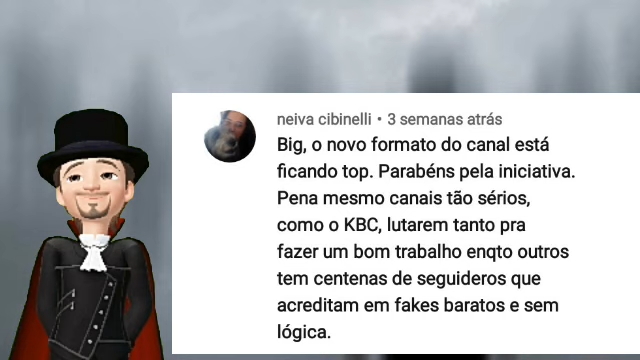 neiva cibinelli • 3 semanas atrás
Big, o novo formato do canal está
ficando top. Parabéns pela iniciativa.
Pena mesmo canais tão sérios,
como o KBC, lutarem tanto pra
fazer um bom trabalho enqto outros
tem centenas de seguideros que
acreditam em fakes baratos e sem
lógica.